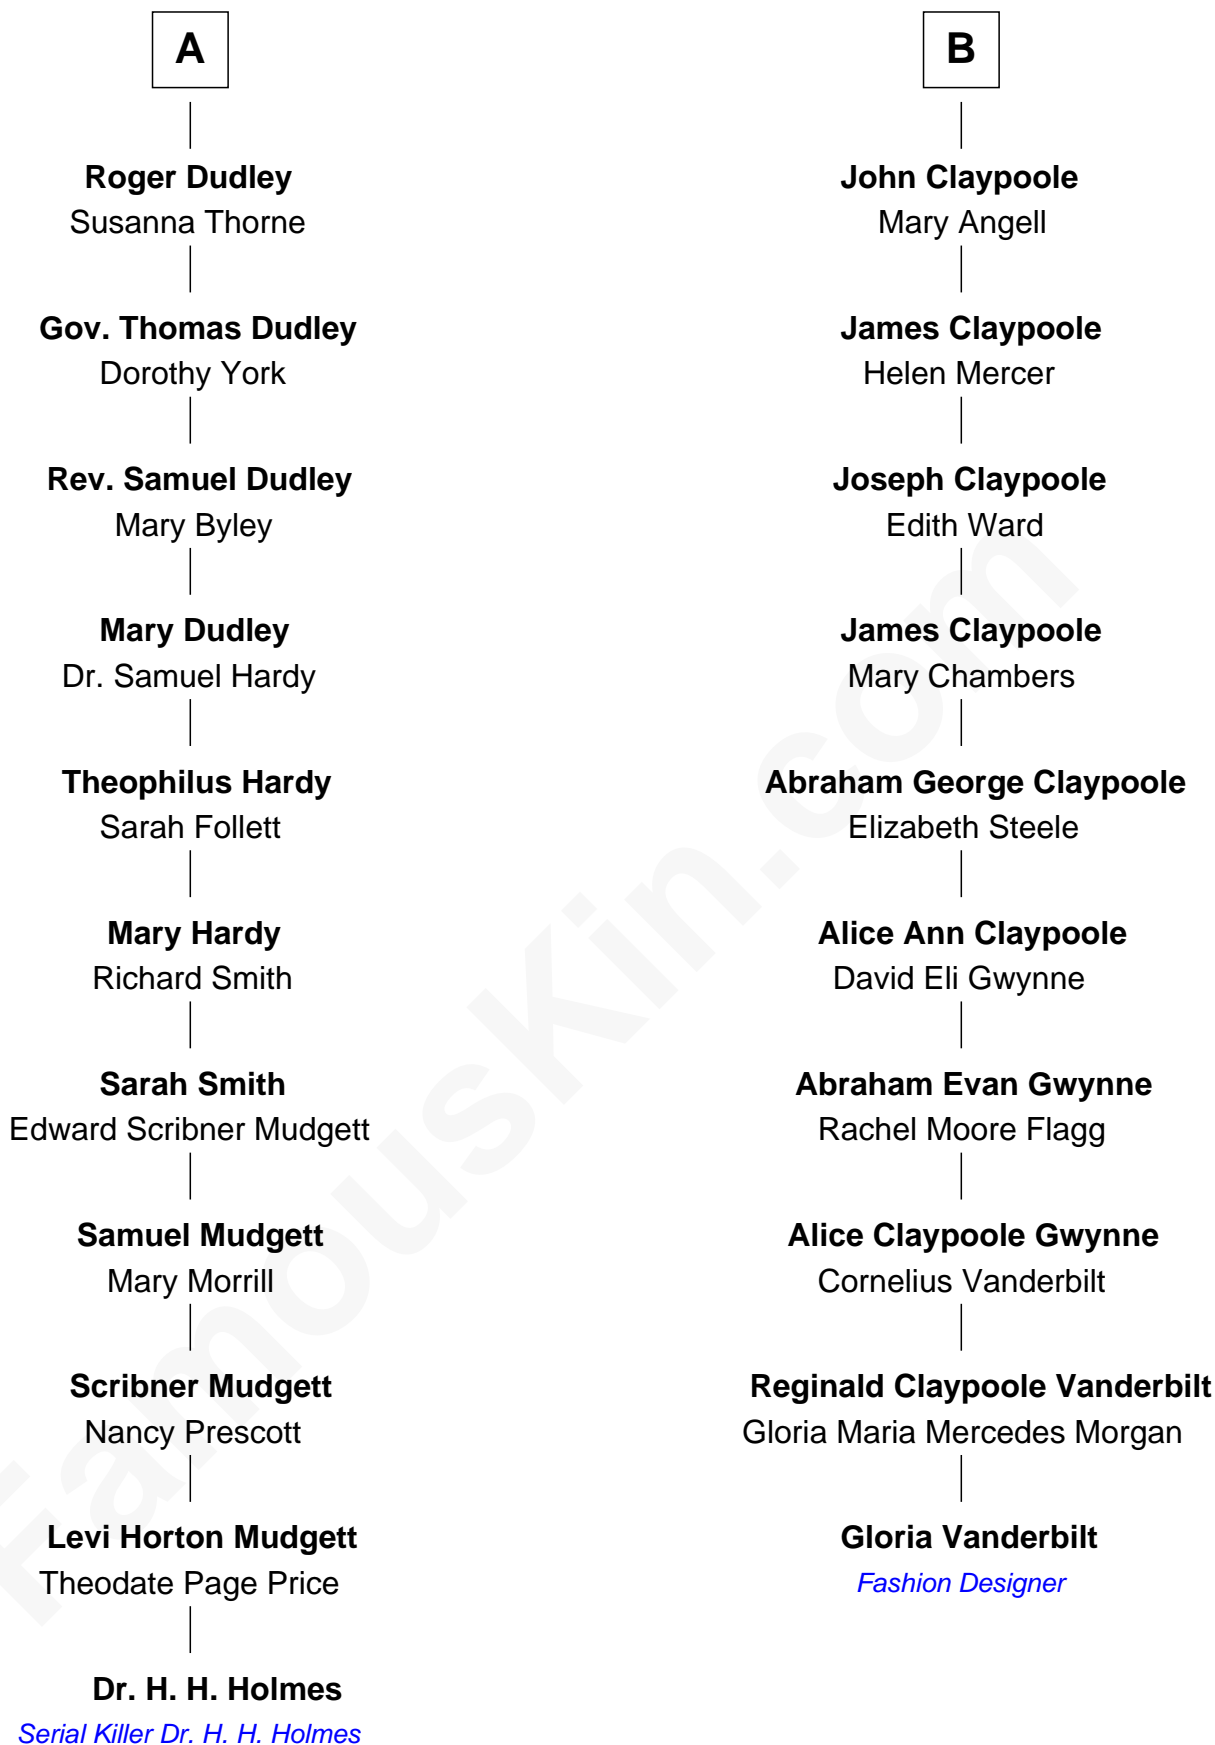 A
Roger Dudley
Susanna Thorne
Gov. Thomas Dudley
Dorothy York
Rev. Samuel Dudley
Mary Byley
Mary Dudley
Dr. Samuel Hardy
Theophilus Hardy
Sarah Follett
Mary Hardy
Richard Smith
Sarah Smith
Edward Scribner Mudgett
Samuel Mudgett
Mary Morrill
Scribner Mudgett
Nancy Prescott
Levi Horton Mudgett
Theodate Page Price
Dr. H. H. Holmes
Serial Killer Dr. H. H. Holmes
B
John Claypoole
Mary Angell
James Claypoole
Helen Mercer
Joseph Claypoole
Edith Ward
James Claypoole
Mary Chambers
Abraham George Claypoole
Elizabeth Steele
Alice Ann Claypoole
David Eli Gwynne
Abraham Evan Gwynne
Rachel Moore Flagg
Alice Claypoole Gwynne
Cornelius Vanderbilt
Reginald Claypoole Vanderbilt
Gloria Maria Mercedes Morgan
Gloria Vanderbilt
Fashion Designer
FamousKin.com